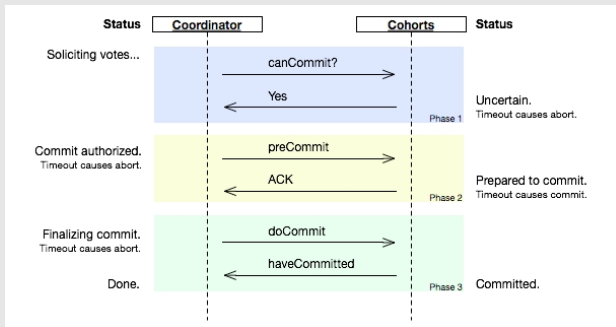 Status
Coordinator
Cohorts
Status
Soliciting votes...
canCommit?
Yes
Phase 1
Uncertain.
Timeout causes abort.
Commit authorized.
Timeout causes abort.
preCommit
ACK
Phase 2
Prepared to commit.
Timeout causes commit.
Finalizing commit.
Timeout causes abort.
doCommit
haveCommitted
Done.
Phase 3
Committed.